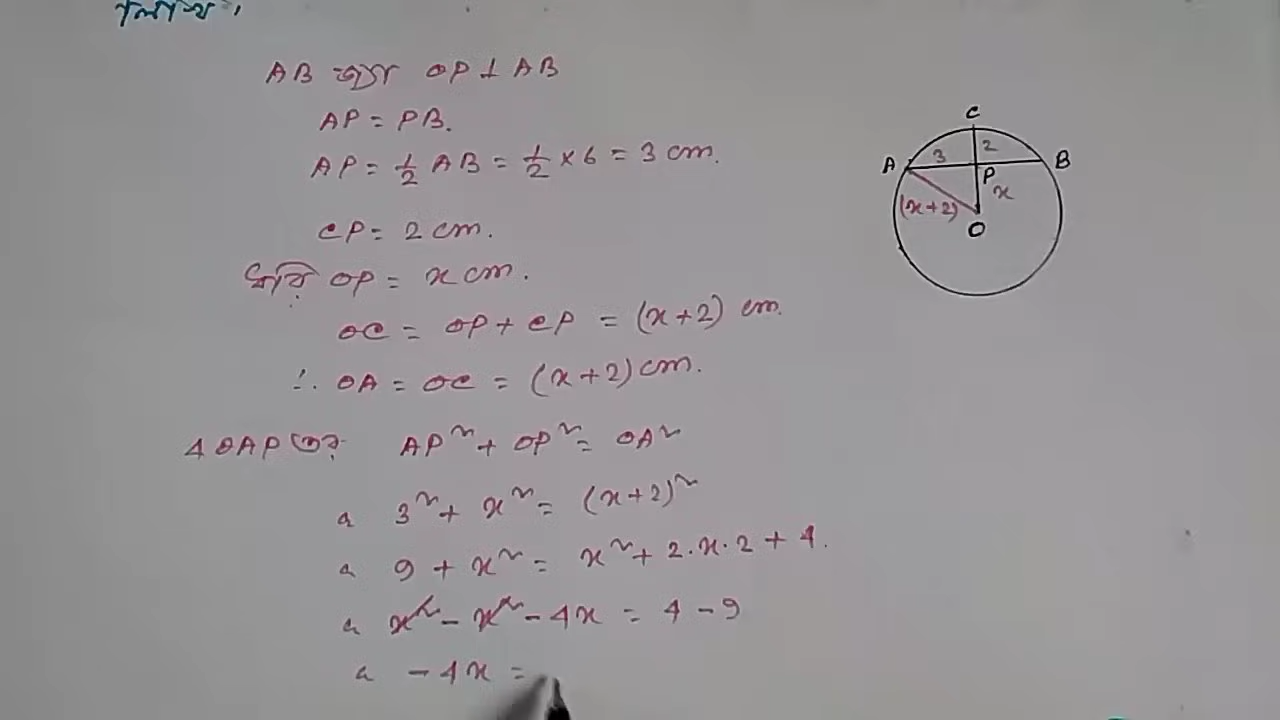 AB জ্যা OP ⊥ AB
AP = PB.
AP = 1/2 AB = 1/2 × 6 = 3 cm.
CP = 2 cm.
ধরি OP = x cm.
OC = OP + CP = (x+2) cm.
∴ OA = OC = (x+2) cm.
△OAP তে, AP² + OP² = OA²
a 3² + x² = (x+2)²
a 9 + x² = x² + 2.x.2 + 4.
a x² - x² - 4x = 4 - 9
a - 4x =
C
A 3 2 B
P
(x+2) x
O